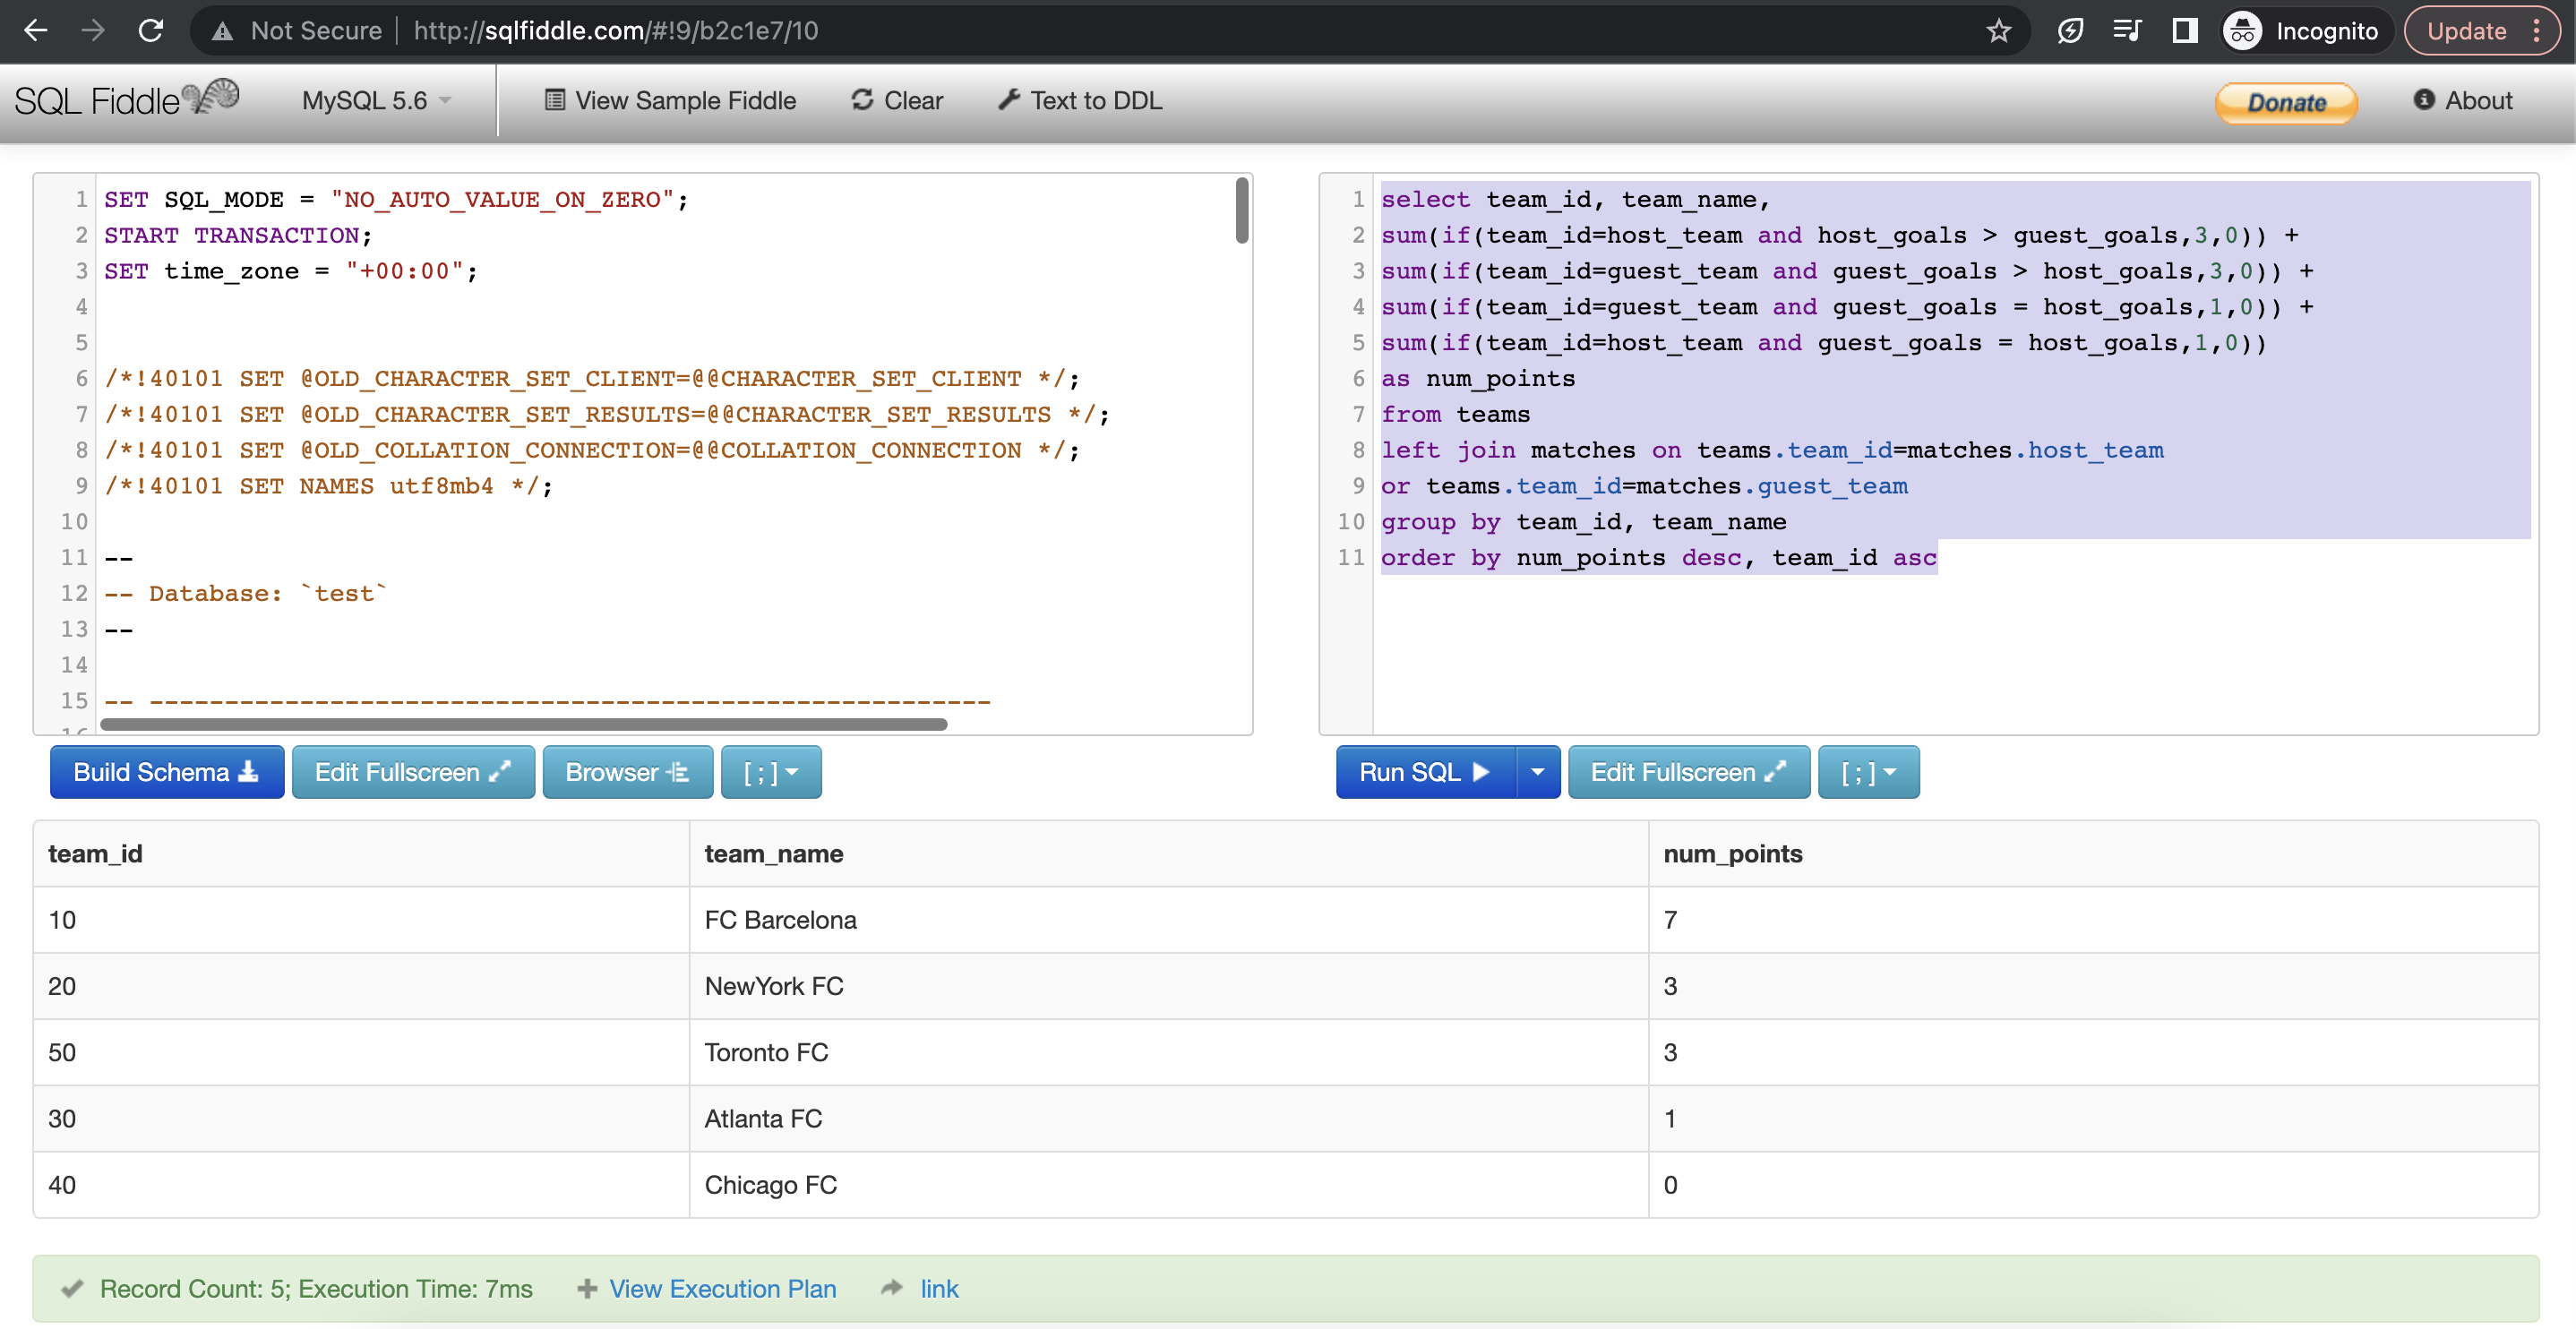 Not Secure http://sqlfiddle.com/#!9/b2c1e7/10 Incognito Update
SQL Fiddle MySQL 5.6 View Sample Fiddle Clear Text to DDL Donate About
1 SET SQL_MODE = "NO_AUTO_VALUE_ON_ZERO";
2 START TRANSACTION;
3 SET time_zone = "+00:00";
4
5
6 /*!40101 SET @OLD_CHARACTER_SET_CLIENT=@@CHARACTER_SET_CLIENT */;
7 /*!40101 SET @OLD_CHARACTER_SET_RESULTS=@@CHARACTER_SET_RESULTS */;
8 /*!40101 SET @OLD_COLLATION_CONNECTION=@@COLLATION_CONNECTION */;
9 /*!40101 SET NAMES utf8mb4 */;
10
11 --
12 -- Database: `test`
13 --
14
15 -- --------------------------------------------------------
16
Build Schema Edit Fullscreen Browser [ ; ]
1 select team_id, team_name,
2 sum(if(team_id=host_team and host_goals > guest_goals,3,0)) +
3 sum(if(team_id=guest_team and guest_goals > host_goals,3,0)) +
4 sum(if(team_id=guest_team and guest_goals = host_goals,1,0)) +
5 sum(if(team_id=host_team and guest_goals = host_goals,1,0))
6 as num_points
7 from teams
8 left join matches on teams.team_id=matches.host_team
9 or teams.team_id=matches.guest_team
10 group by team_id, team_name
11 order by num_points desc, team_id asc
Run SQL Edit Fullscreen [ ; ]
team_id team_name num_points
10 FC Barcelona 7
20 NewYork FC 3
50 Toronto FC 3
30 Atlanta FC 1
40 Chicago FC 0
Record Count: 5; Execution Time: 7ms View Execution Plan link